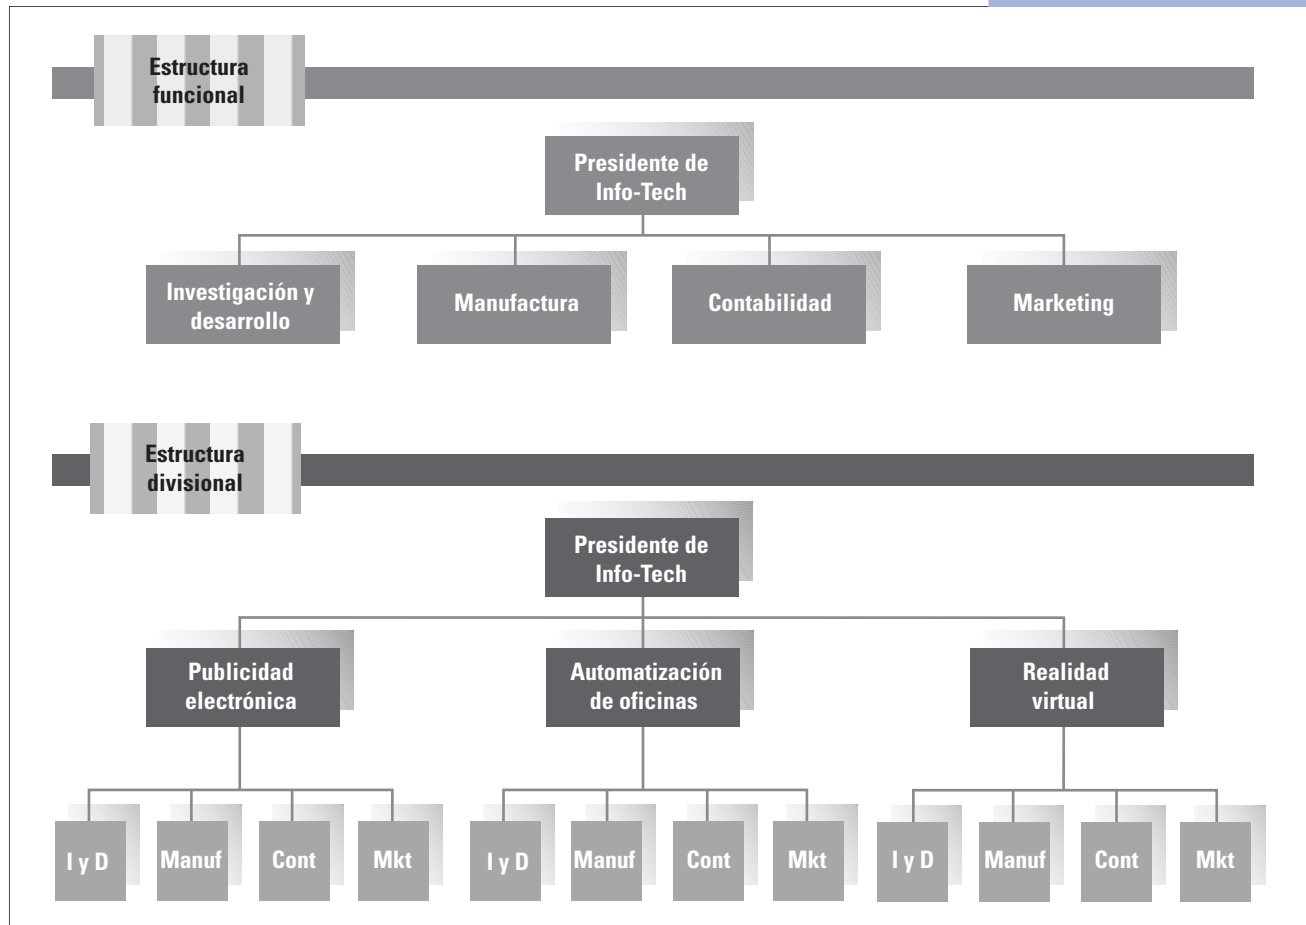 Estructura
funcional
Presidente de
Info-Tech
Investigación y
desarrollo
Manufactura
Contabilidad
Marketing
Estructura
divisional
Presidente de
Info-Tech
Publicidad
electrónica
Automatización
de oficinas
Realidad
virtual
I y D
Manuf
Cont
Mkt
I y D
Manuf
Cont
Mkt
I y D
Manuf
Cont
Mkt